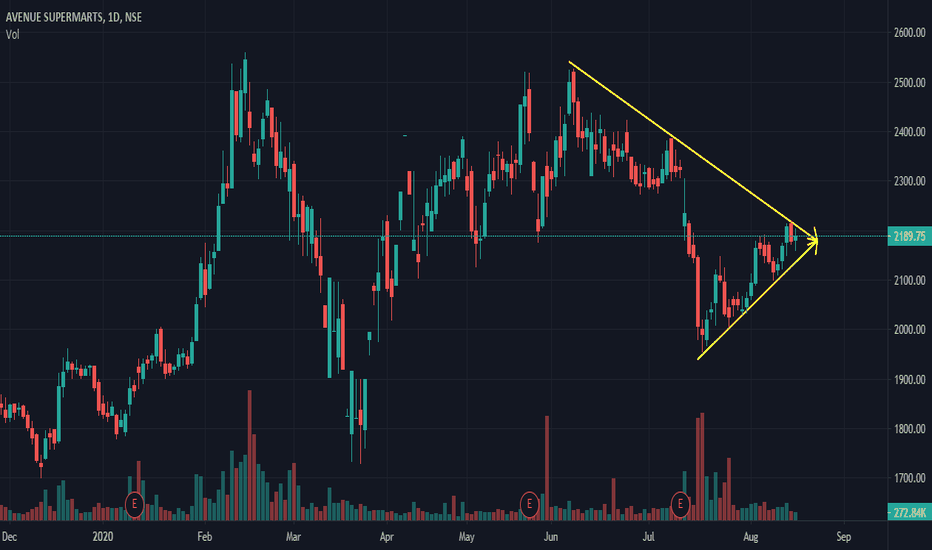 AVENUE SUPERMARTS, 1D, NSE
Vol
2600.00
2500.00
2400.00
2300.00
2189.75
2100.00
2000.00
1900.00
1800.00
1700.00
272.84K
E E E
Dec 2020 Feb Mar Apr May Jun Jul Aug Sep